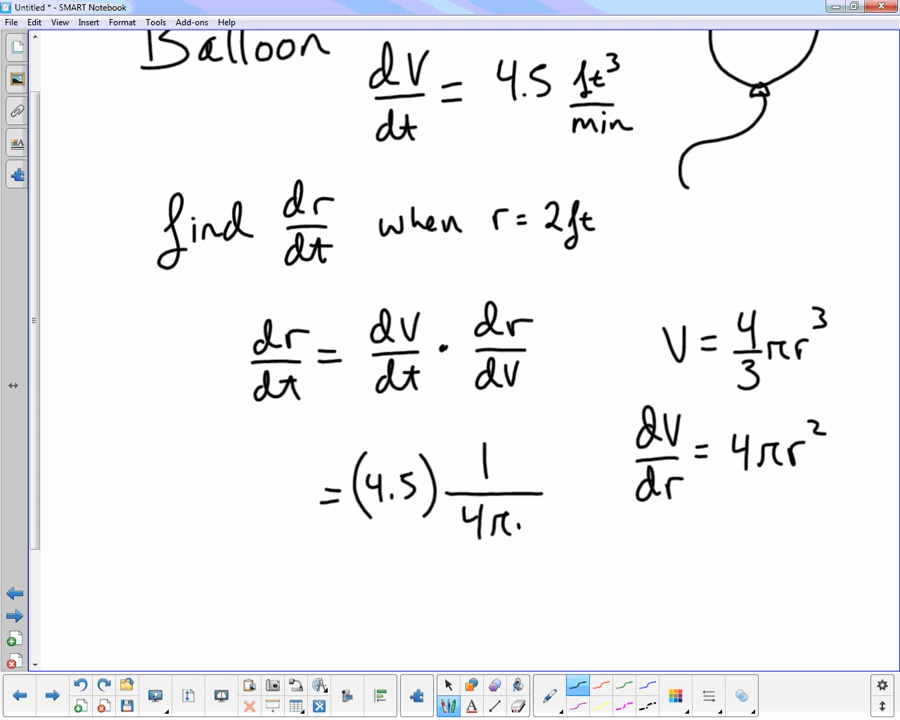 Untitled * - SMART Notebook
File Edit View Insert Format Tools Add-ons Help
Balloon
dV/dt = 4.5 ft³/min
find dr/dt when r = 2ft
dr/dt = dV/dt · dr/dV
V = 4/3 πr³
dV/dr = 4πr²
= (4.5) 1/4π.